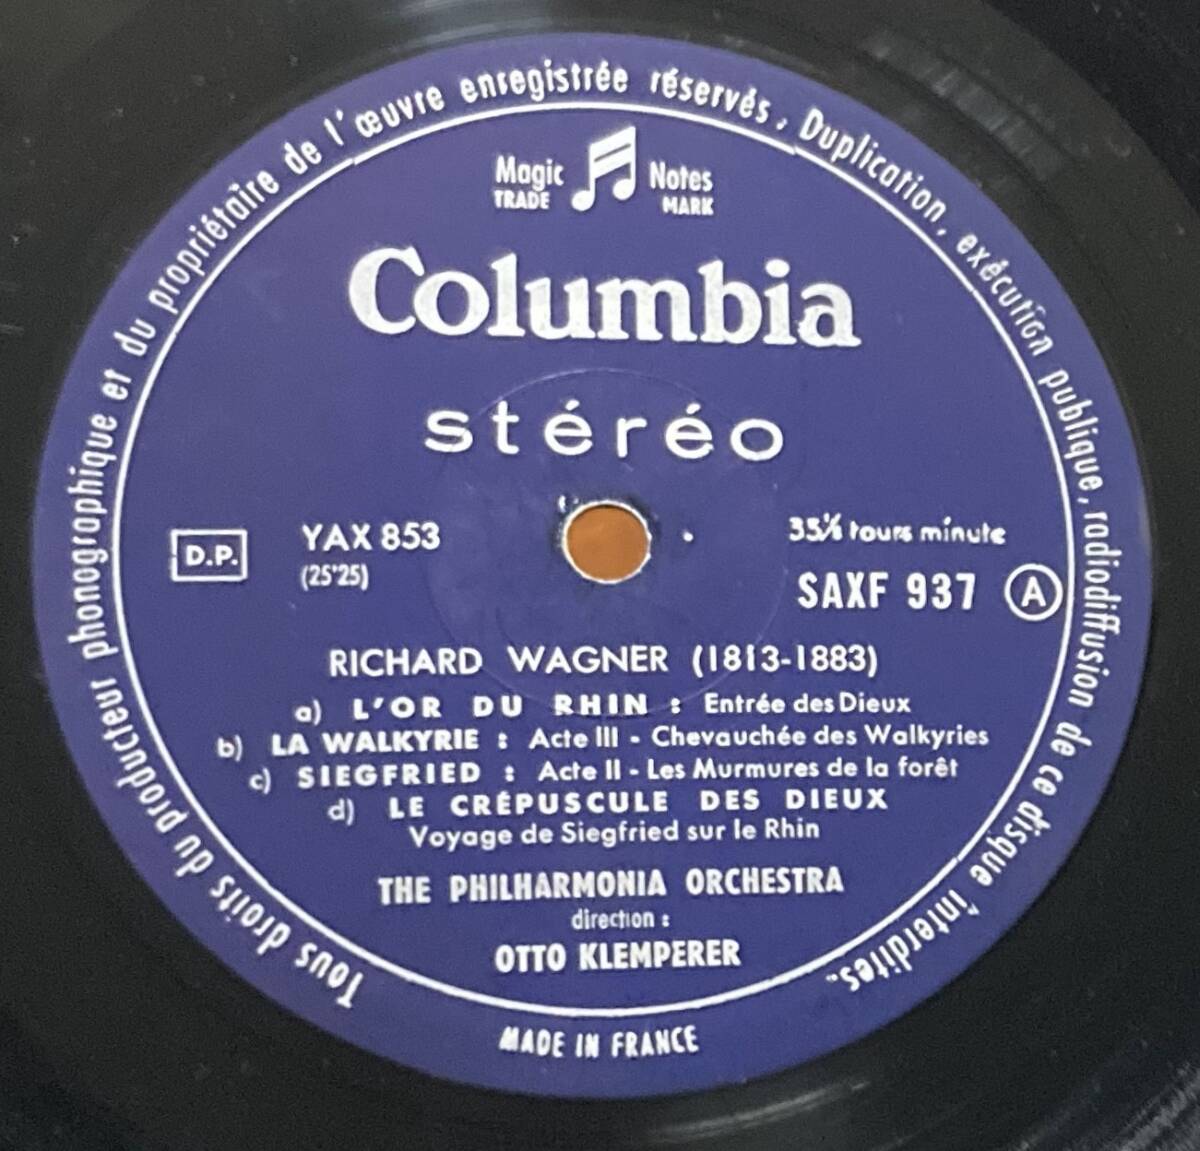 Tous droits du producteur phonographique et du propriétaire de l'œuvre enregistrée réservés. Duplication, exécution publique, radiodiffusion de ce disque interdites.
Magic Notes
TRADE MARK
Columbia
stéréo
D.P.
YAX 853
(25'25)
tours minute
SAXF 937 A
RICHARD WAGNER (1813-1883)
a) L'OR DU RHIN : Entrée des Dieux
b) LA WALKYRIE : Acte III - Chevauchée des Walkyries
c) SIEGFRIED : Acte II - Les Murmures de la forêt
d) LE CRÉPUSCULE DES DIEUX
Voyage de Siegfried sur le Rhin
THE PHILHARMONIA ORCHESTRA
direction :
OTTO KLEMPERER
MADE IN FRANCE